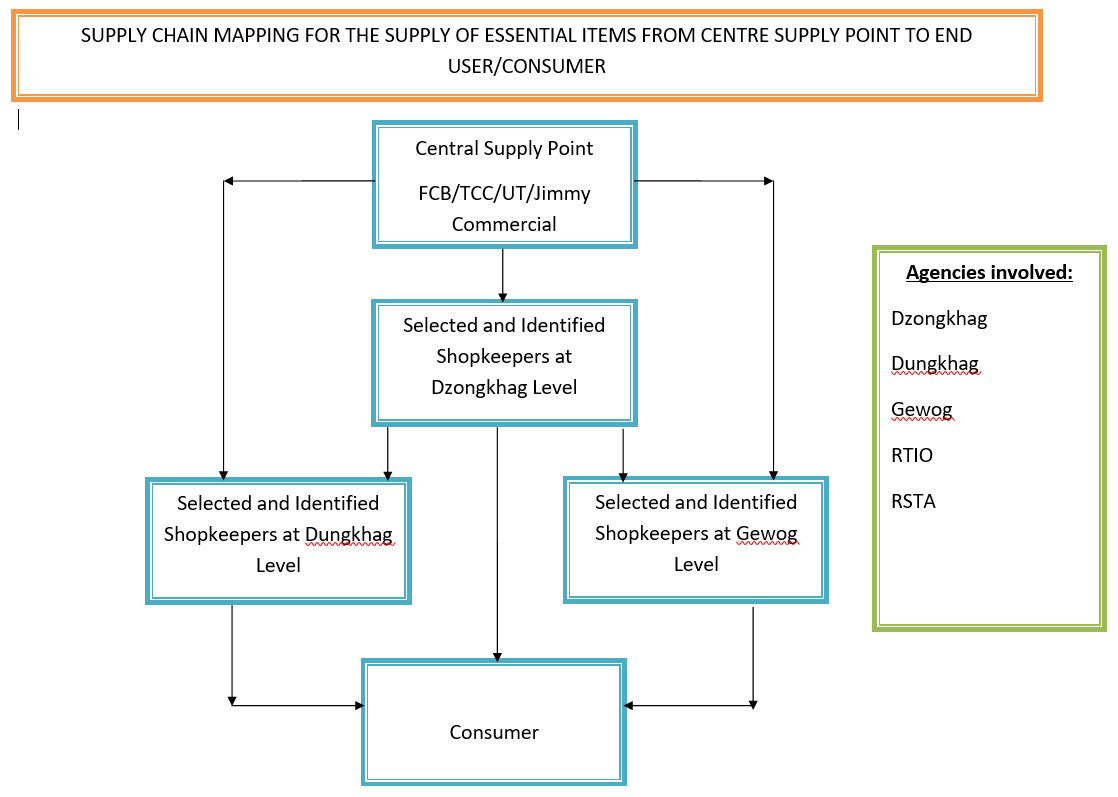 SUPPLY CHAIN MAPPING FOR THE SUPPLY OF ESSENTIAL ITEMS FROM CENTRE SUPPLY POINT TO END
USER/CONSUMER
Central Supply Point
FCB/TCC/UT/Jimmy
Commercial
Selected and Identified
Shopkeepers at
Dzongkhag Level
Selected and Identified
Shopkeepers at Dungkhag
Level
Selected and Identified
Shopkeepers at Gewog
Level
Consumer
Agencies involved:
Dzongkhag
Dungkhag
Gewog
RTIO
RSTA